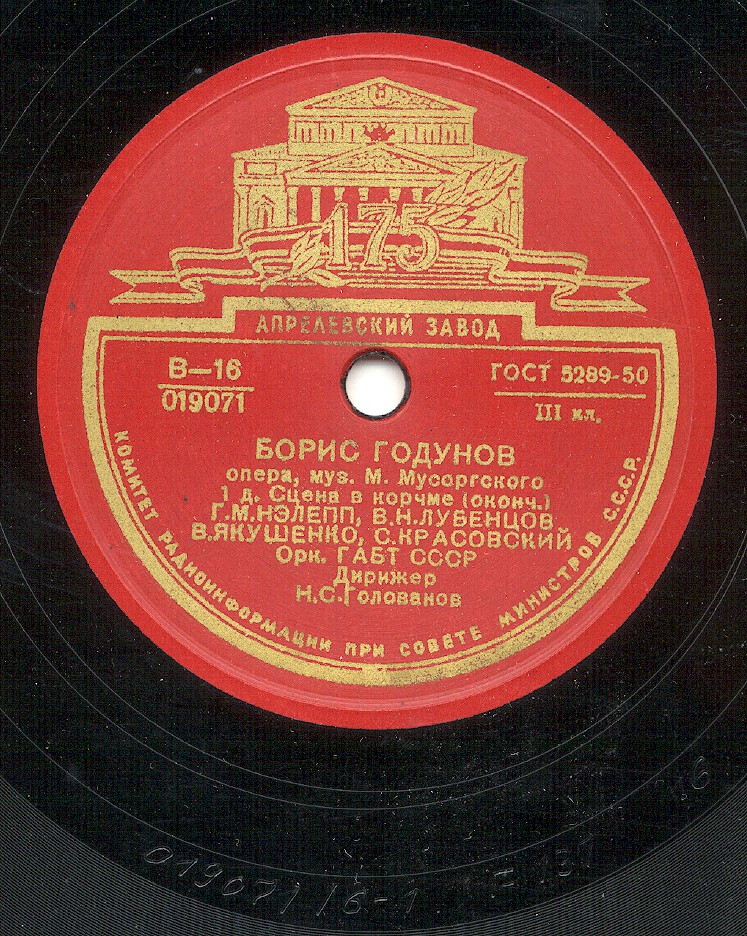 175
АПРЕЛЕВСКИЙ ЗАВОД
В—16
019071
ГОСТ 5289-50
III кл.
БОРИС ГОДУНОВ
опера, муз. М. Мусоргского
1 д. Сцена в корчме (оконч.)
Г.М.НЭЛЕПП, В.Н.ЛУБЕНЦОВ
В.ЯКУШЕНКО, С.КРАСОВСКИЙ
Орк. ГАБТ СССР
Дирижер
Н.С.Голованов
КОМИТЕТ РАДИОИНФОРМАЦИИ ПРИ СОВЕТЕ МИНИСТРОВ С.С.С.Р.
019071/6-1